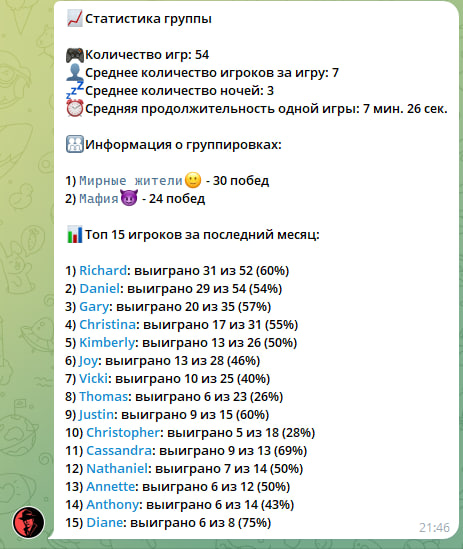 📈Статистика группы
🎮Количество игр: 54
👤Среднее количество игроков за игру: 7
💤Среднее количество ночей: 3
⏰Средняя продолжительность одной игры: 7 мин. 26 сек.
Информация о группировках:
1) Мирные жители🙂 - 30 побед
2) Мафия😈 - 24 побед
📊Топ 15 игроков за последний месяц:
1) Richard: выиграно 31 из 52 (60%)
2) Daniel: выиграно 29 из 54 (54%)
3) Gary: выиграно 20 из 35 (57%)
4) Christina: выиграно 17 из 31 (55%)
5) Kimberly: выиграно 13 из 26 (50%)
6) Joy: выиграно 13 из 28 (46%)
7) Vicki: выиграно 10 из 25 (40%)
8) Thomas: выиграно 6 из 23 (26%)
9) Justin: выиграно 9 из 15 (60%)
10) Christopher: выиграно 5 из 18 (28%)
11) Cassandra: выиграно 9 из 13 (69%)
12) Nathaniel: выиграно 7 из 14 (50%)
13) Annette: выиграно 6 из 12 (50%)
14) Anthony: выиграно 6 из 14 (43%)
15) Diane: выиграно 6 из 8 (75%)
21:46